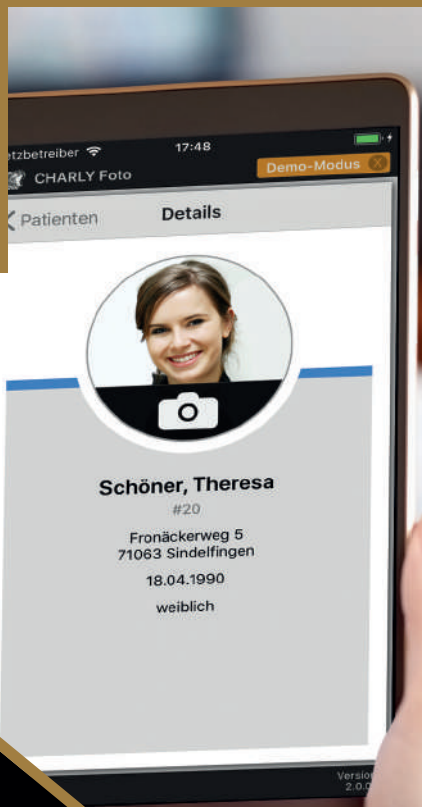 17:48
CHARLY Foto
Demo-Modus
Patienten
Details
Schöner, Theresa
#20
Fronäckerweg 5
71063 Sindelfingen
18.04.1990
weiblich